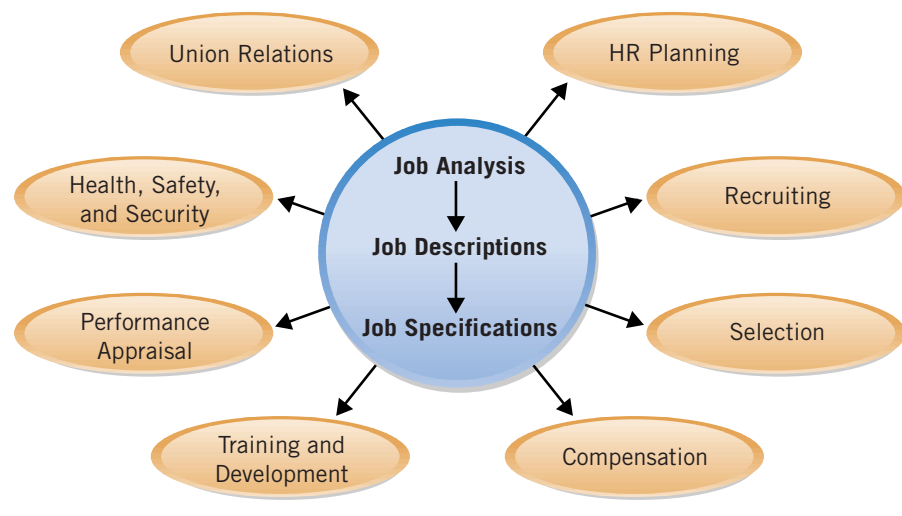 Union Relations
HR Planning
Job Analysis
Health, Safety,
and Security
Recruiting
Job Descriptions
Job Specifications
Performance
Appraisal
Selection
Training and
Development
Compensation